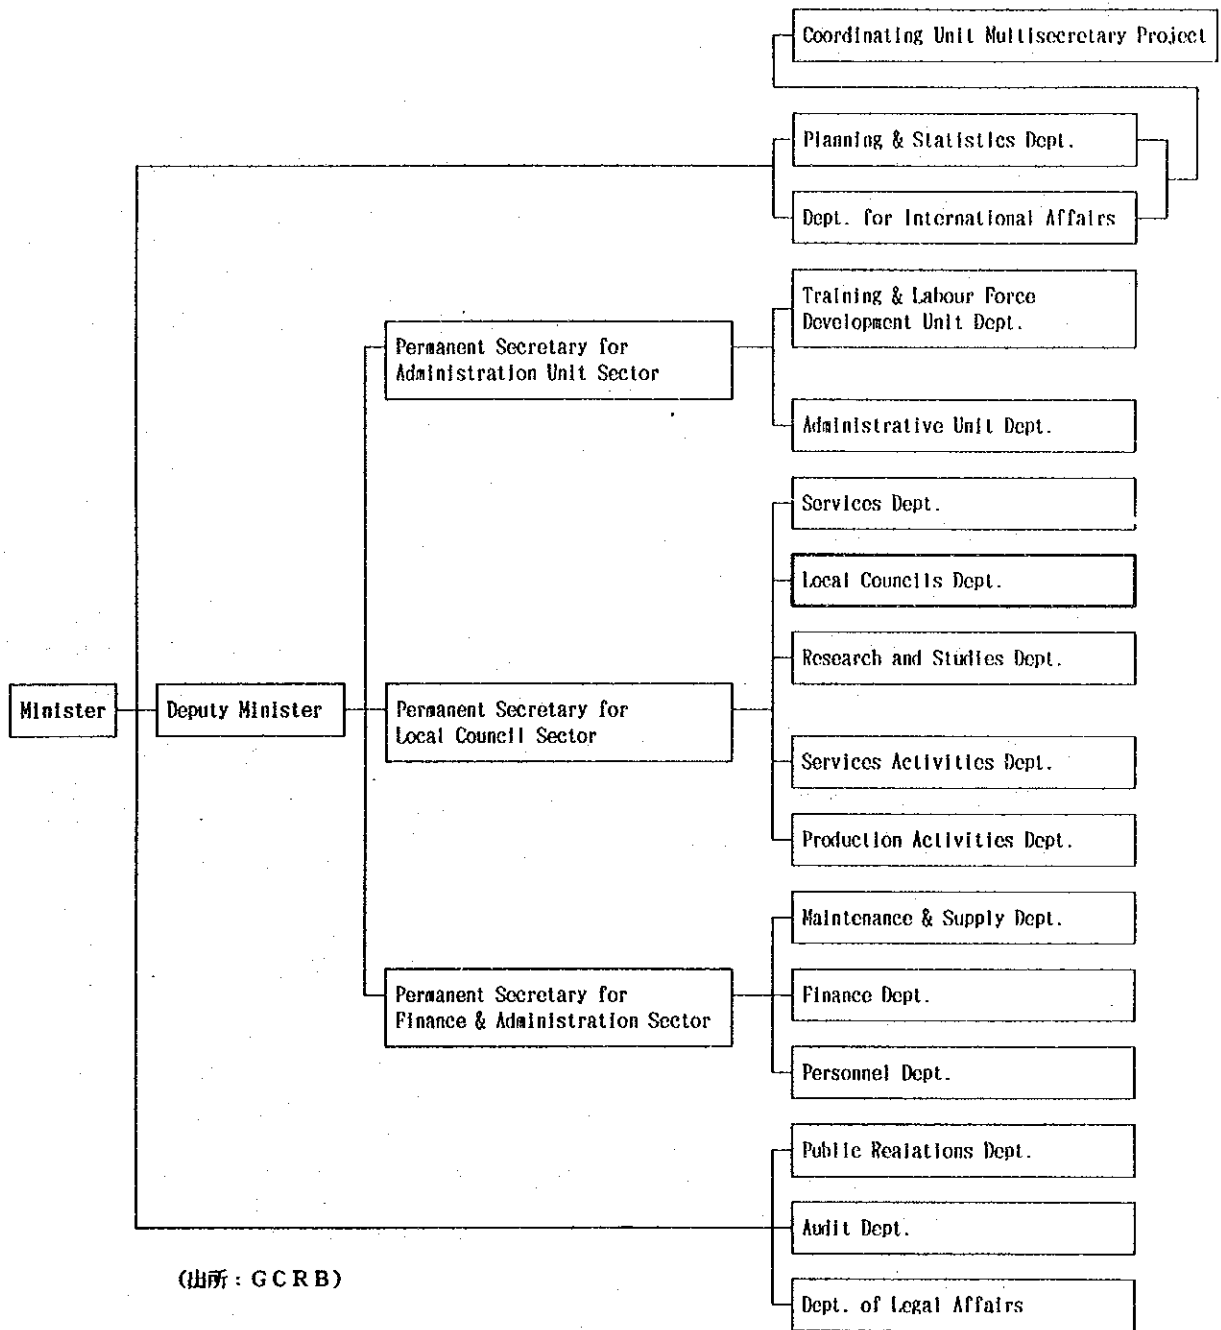 Coordinating Unit Multisecretary Project
Planning & Statistics Dept.
Dept. for International Affairs
Training & Labour Force
Development Unit Dept.
Permanent Secretary for
Administration Unit Sector
Administrative Unit Dept.
Services Dept.
Local Councils Dept.
Research and Studies Dept.
Minister
Deputy Minister
Permanent Secretary for
Local Council Sector
Services Activities Dept.
Production Activities Dept.
Maintenance & Supply Dept.
Permanent Secretary for
Finance & Administration Sector
Finance Dept.
Personnel Dept.
Public Realations Dept.
Audit Dept.
(出所:GCRB)
Dept. of Legal Affairs